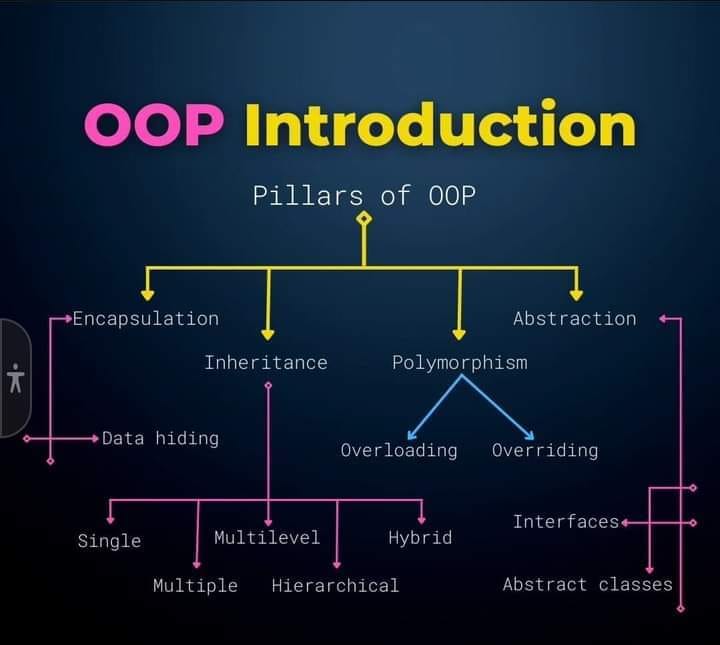 OOP Introduction
Pillars of OOP
Encapsulation
Abstraction
Inheritance
Polymorphism
Data hiding
Overloading
Overriding
Interfaces
Single
Multilevel
Hybrid
Multiple
Hierarchical
Abstract classes